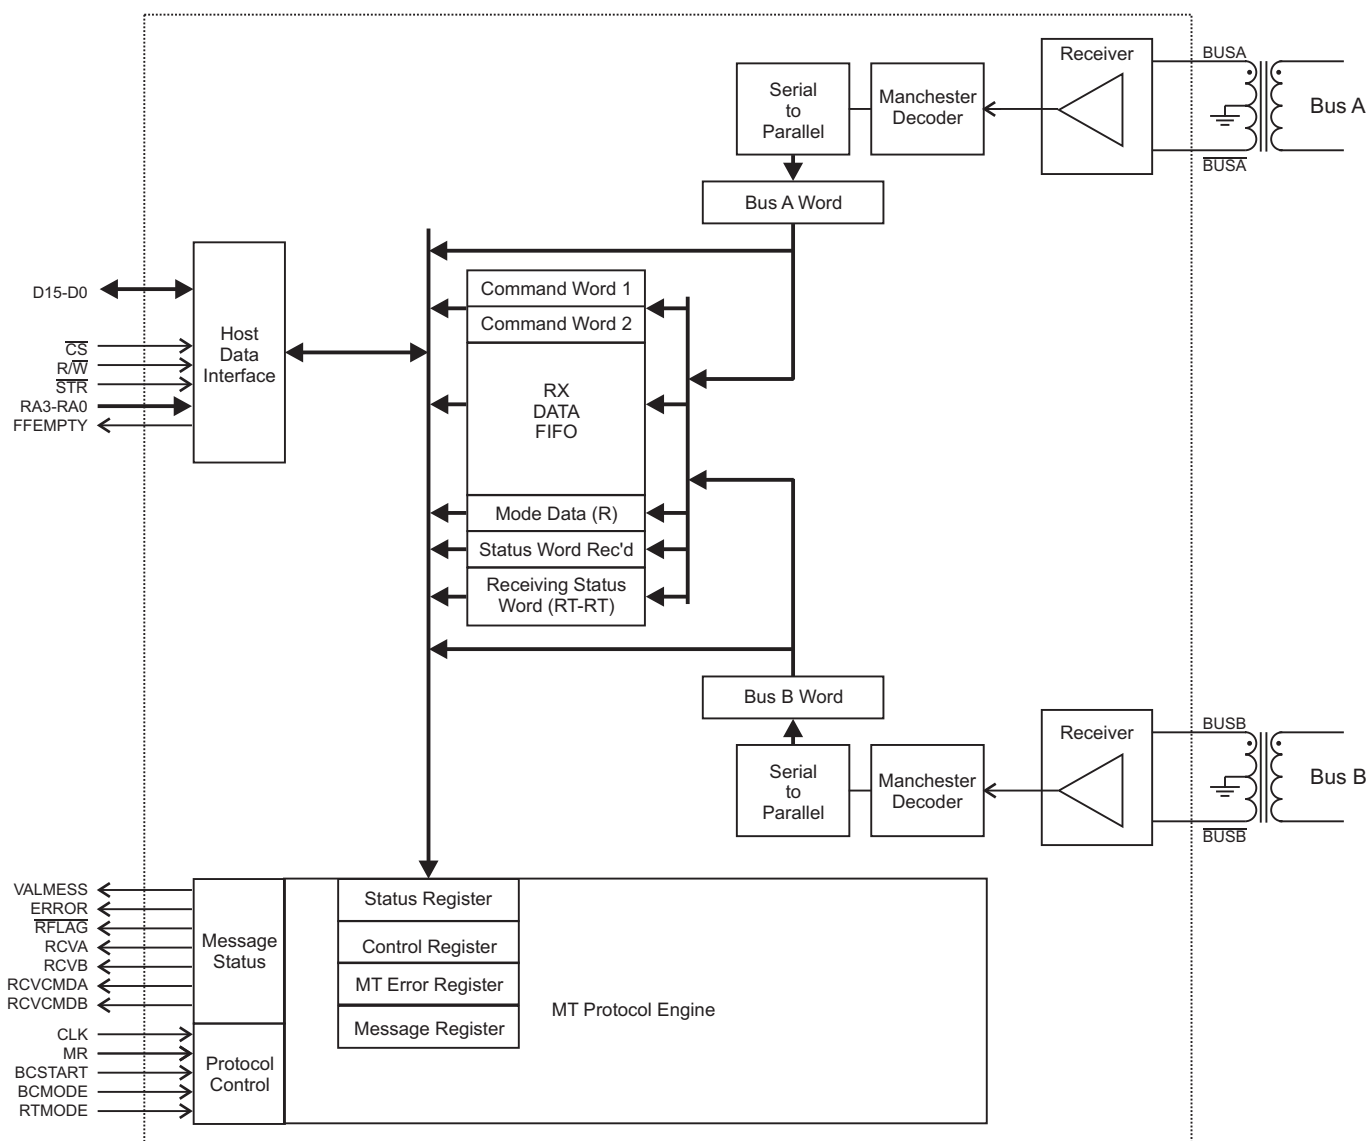 Receiver
BUSA
Bus A
BUSA
Serial
to
Parallel
Manchester
Decoder
Bus A Word
D15-D0
CS
R/W
STR
RA3-RA0
FFEMPTY
Host
Data
Interface
Command Word 1
Command Word 2
RX
DATA
FIFO
Mode Data (R)
Status Word Rec'd
Receiving Status
Word (RT-RT)
Bus B Word
Serial
to
Parallel
Manchester
Decoder
Receiver
BUSB
Bus B
BUSB
VALMESS
ERROR
RFLAG
RCVA
RCVB
RCVCMDA
RCVCMDB
Message
Status
CLK
MR
BCSTART
BCMODE
RTMODE
Protocol
Control
Status Register
Control Register
MT Error Register
Message Register
MT Protocol Engine